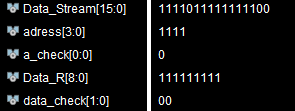 Data_Stream[15:0] 1111011111111100
adress[3:0] 1111
a_check[0:0] 0
Data_R[8:0] 111111111
data_check[1:0] 00